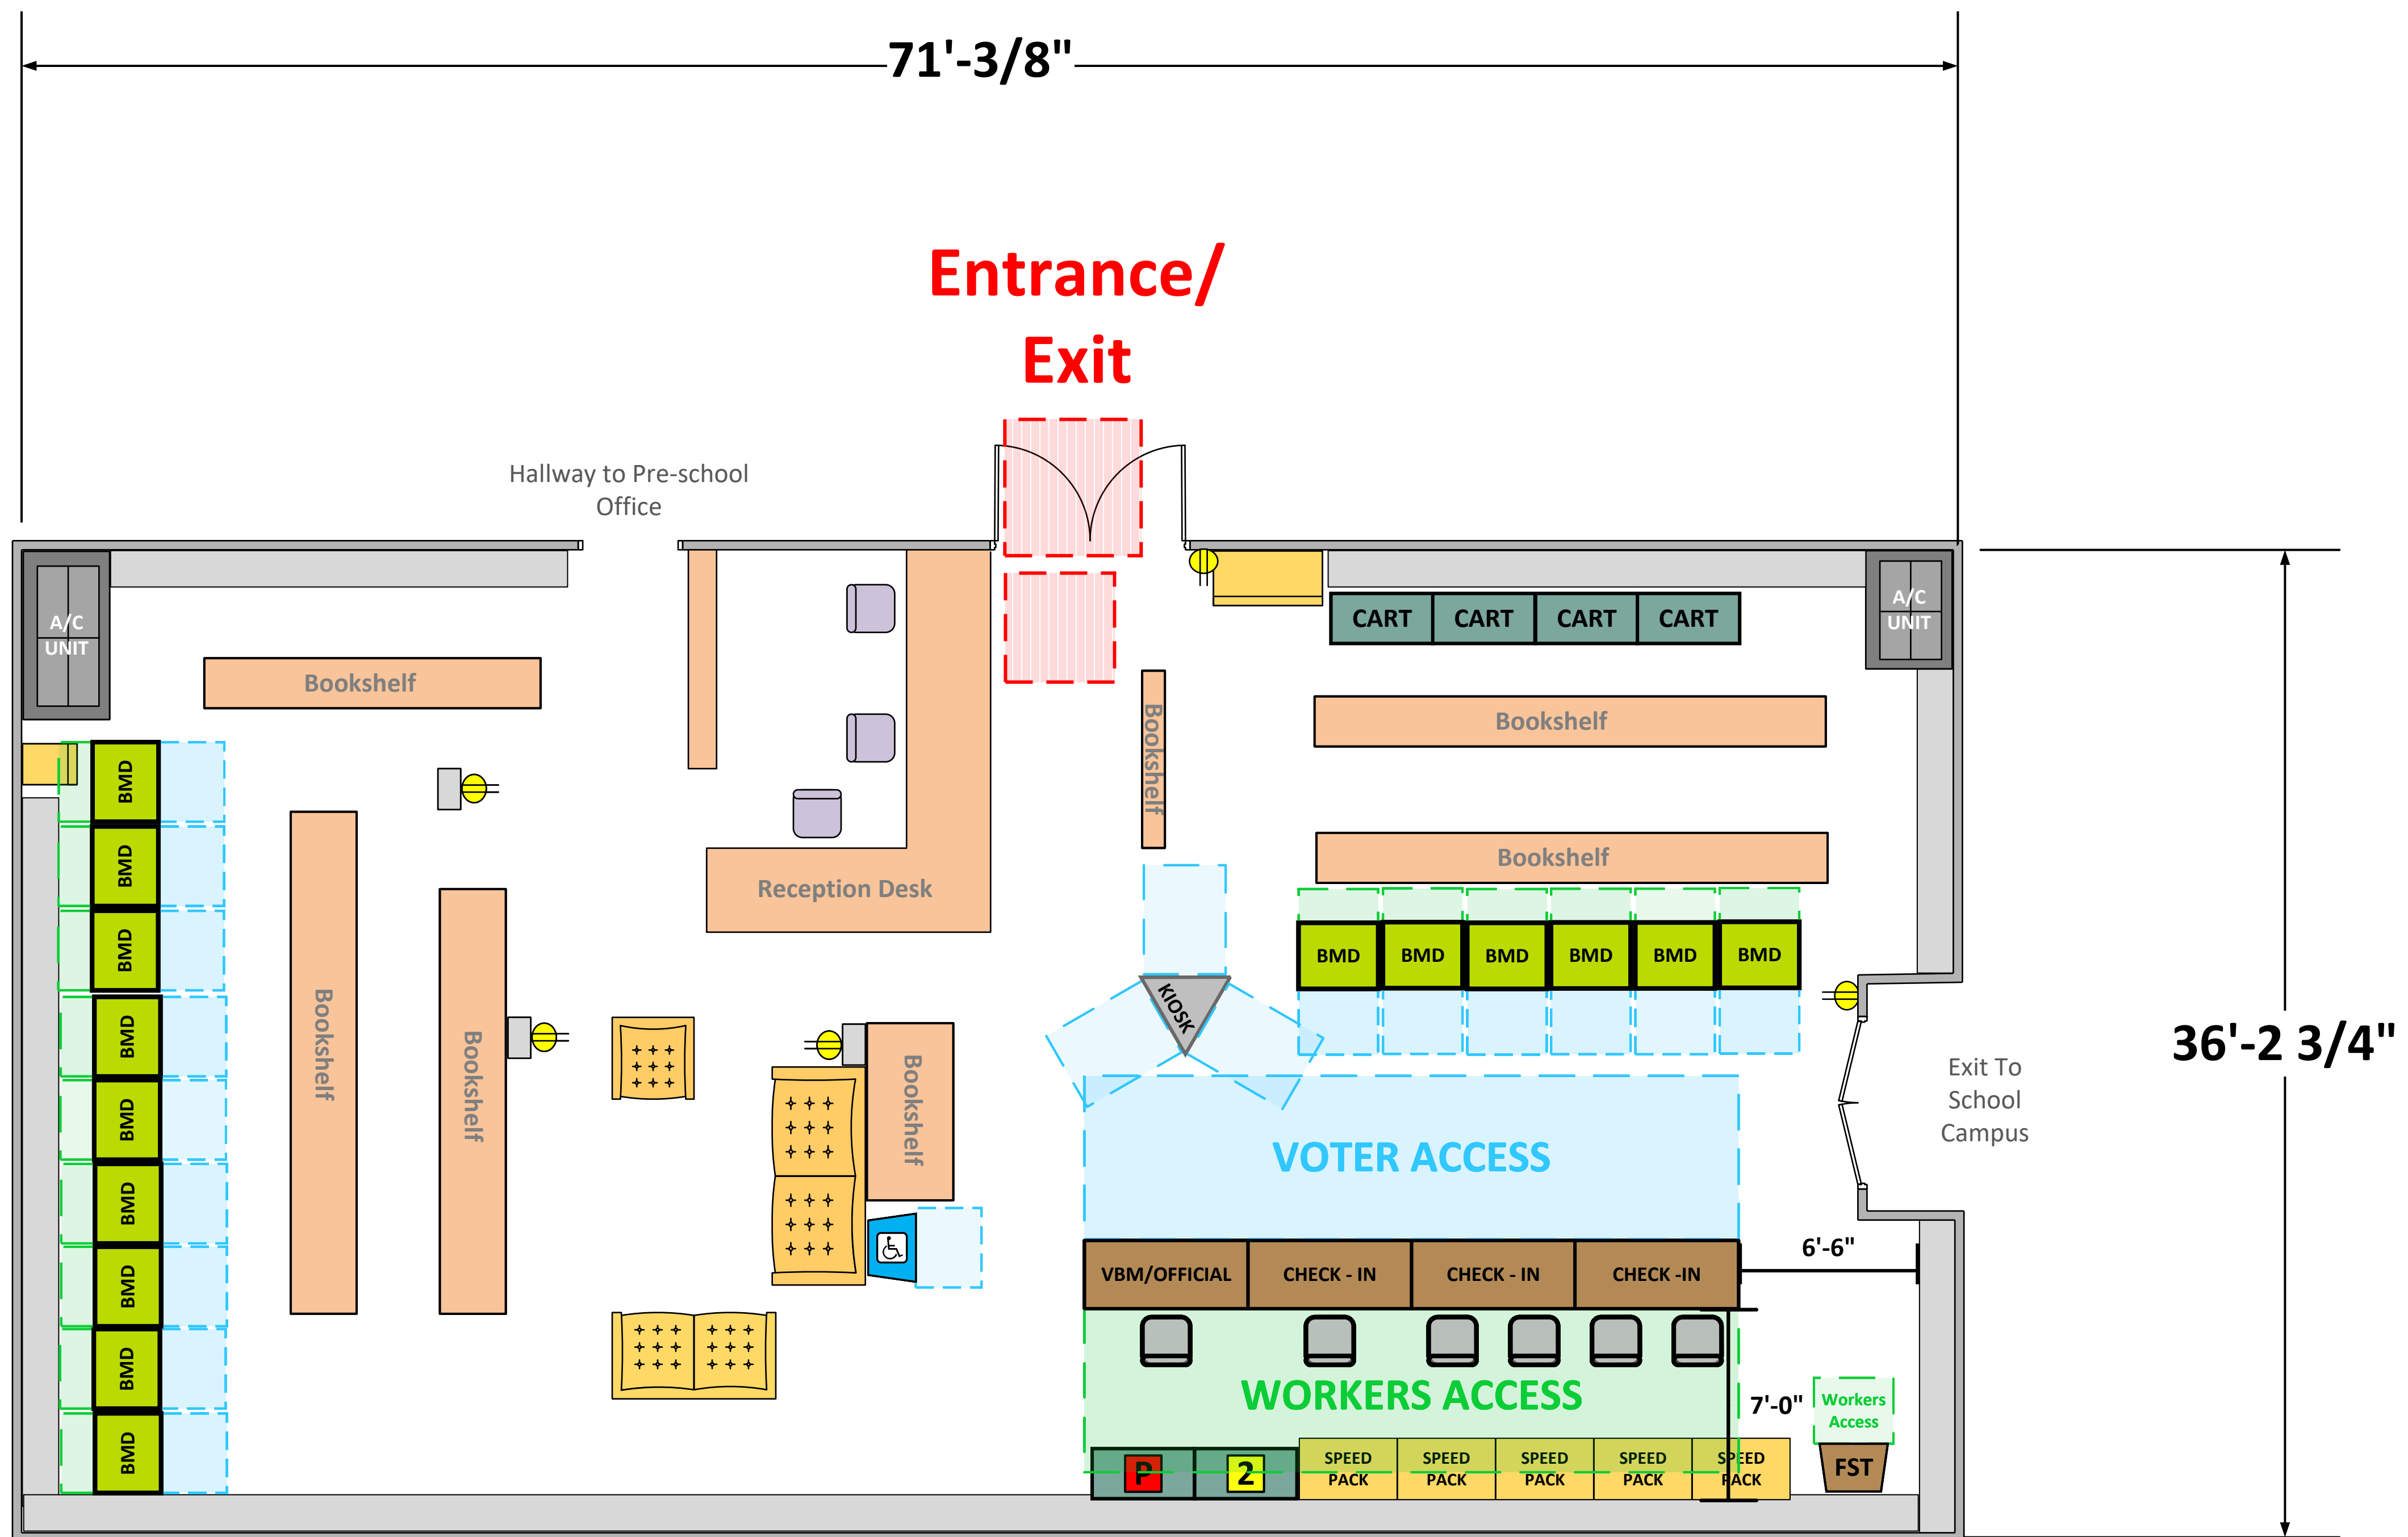 71'-3/8"
Entrance/
Exit
Hallway to Pre-school
Office
A/C
UNIT
A/C
UNIT
CART
CART
CART
CART
Bookshelf
Bookshelf
Bookshelf
Bookshelf
Reception Desk
BMD
BMD
BMD
BMD
BMD
BMD
BMD
BMD
BMD
Bookshelf
Bookshelf
Bookshelf
KIOSK
BMD
BMD
BMD
BMD
BMD
BMD
36'-2 3/4"
Exit To
School
Campus
VOTER ACCESS
6'-6"
VBM/OFFICIAL
CHECK - IN
CHECK - IN
CHECK -IN
WORKERS ACCESS
7'-0"
Workers
Access
P
2
SPEED
PACK
SPEED
PACK
SPEED
PACK
SPEED
PACK
SPEED
PACK
FST